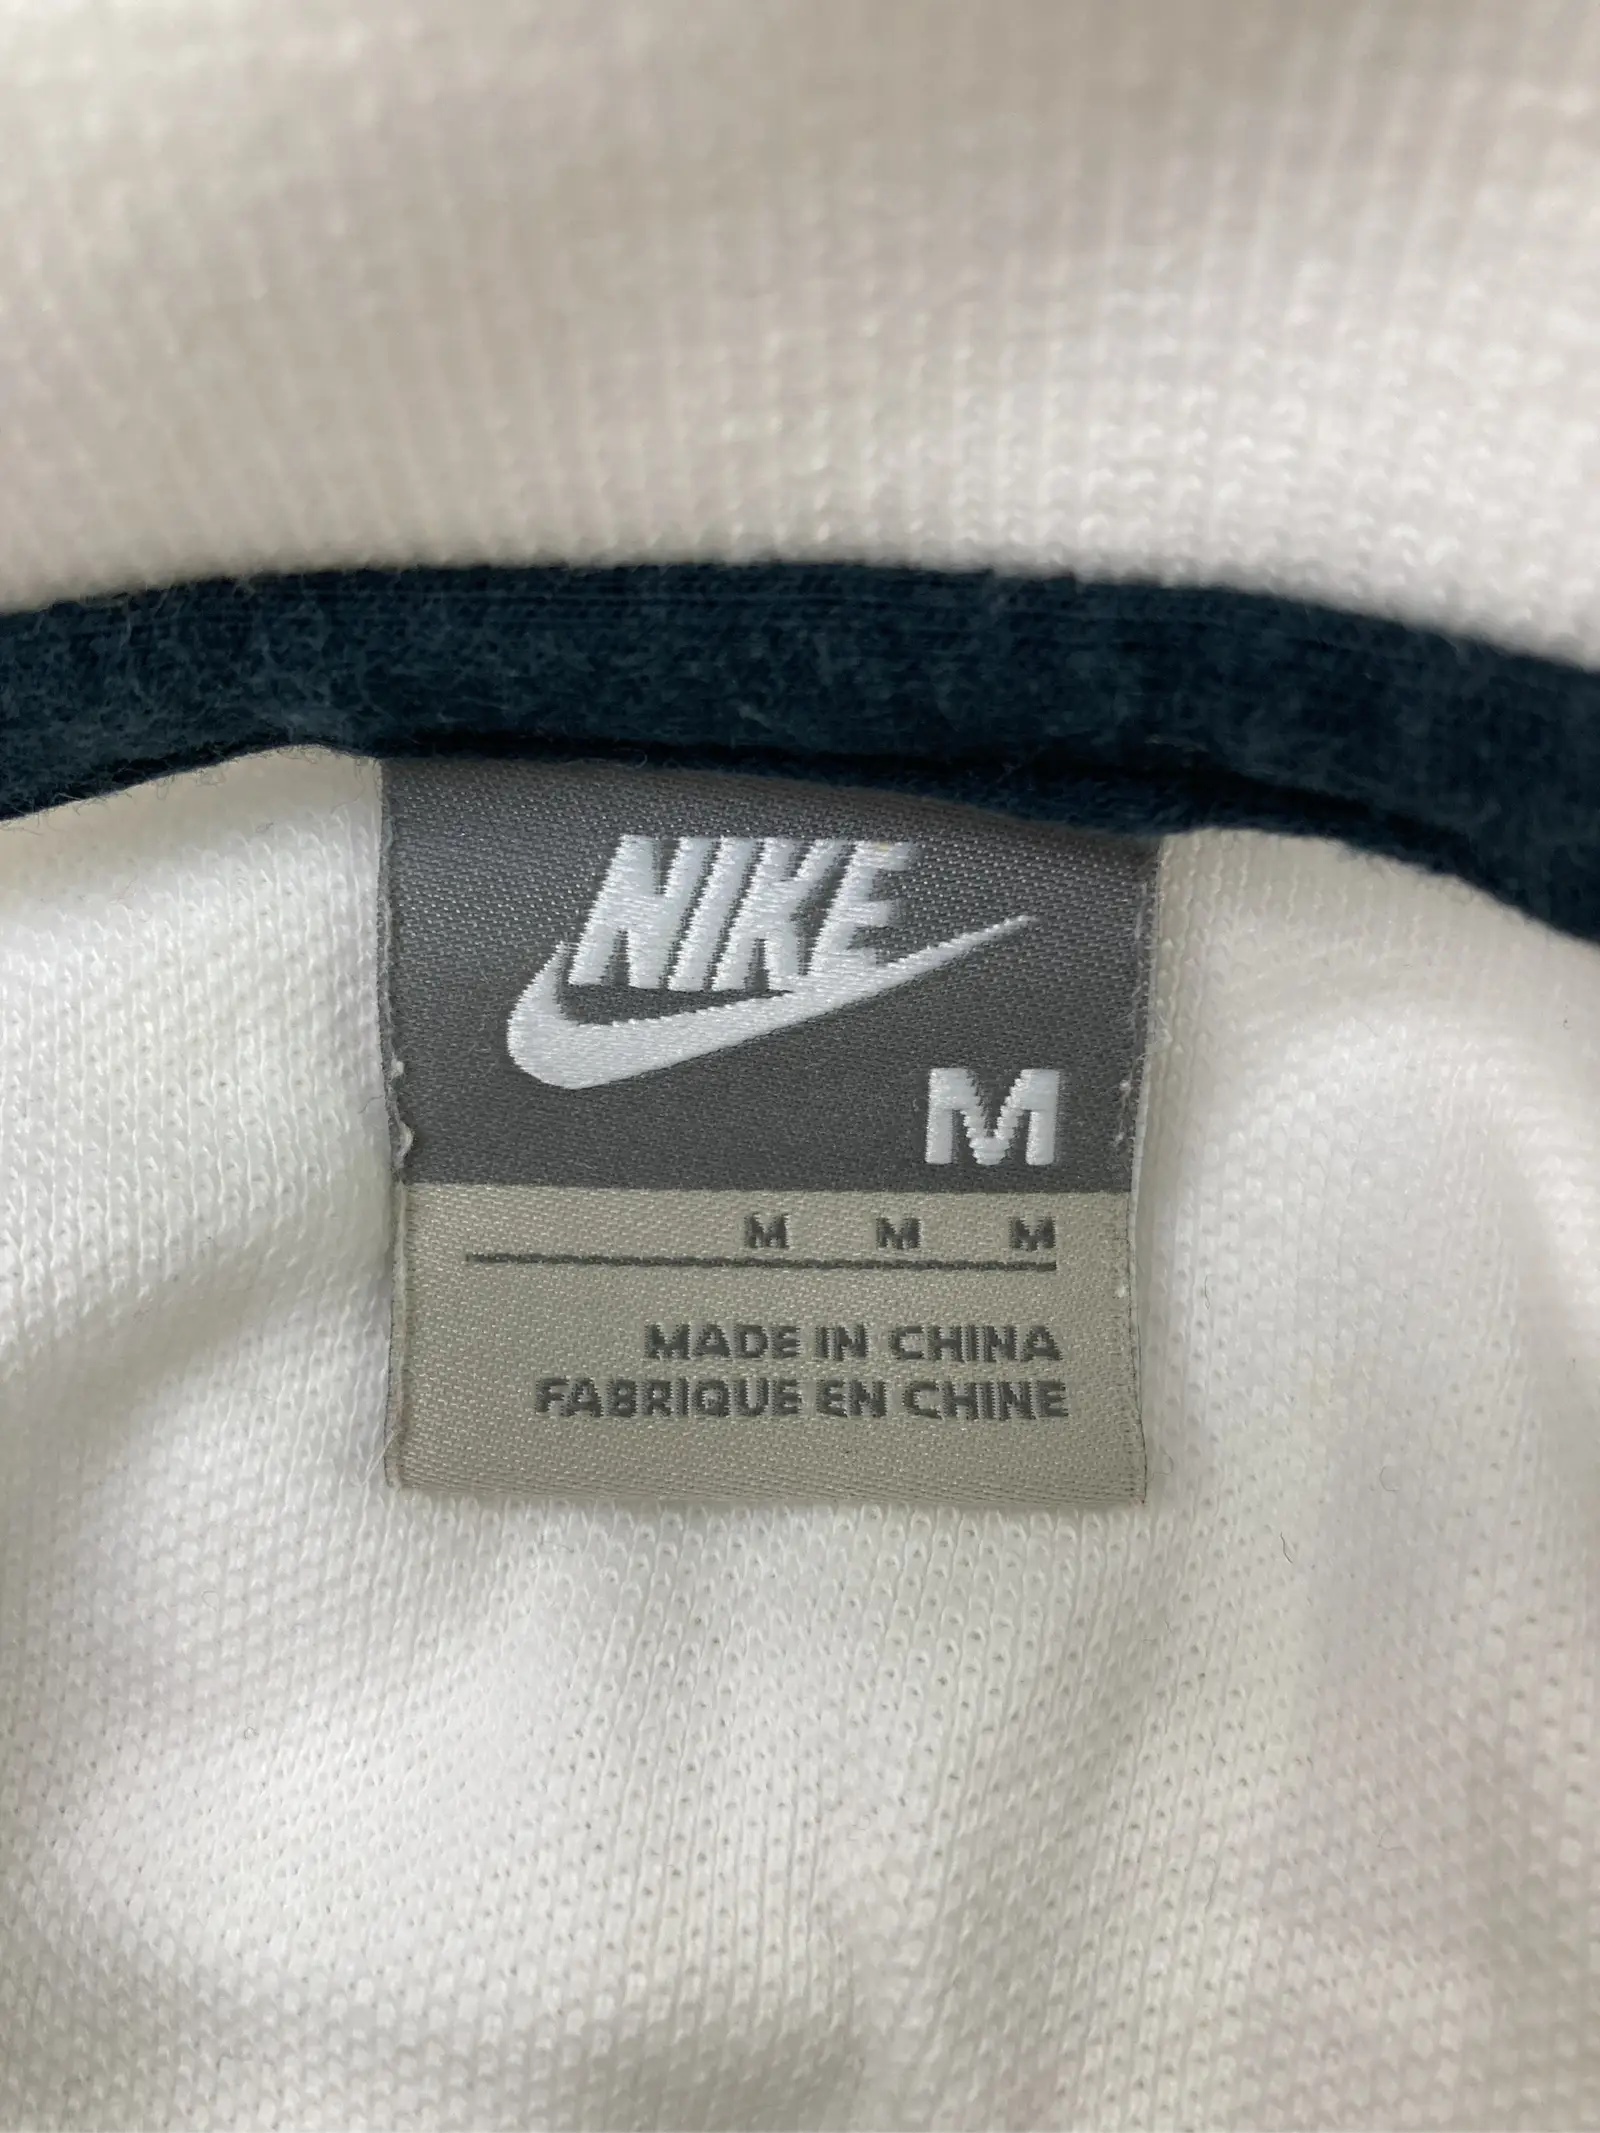 NIKE
M
M M M
MADE IN CHINA
FABRIQUE EN CHINE